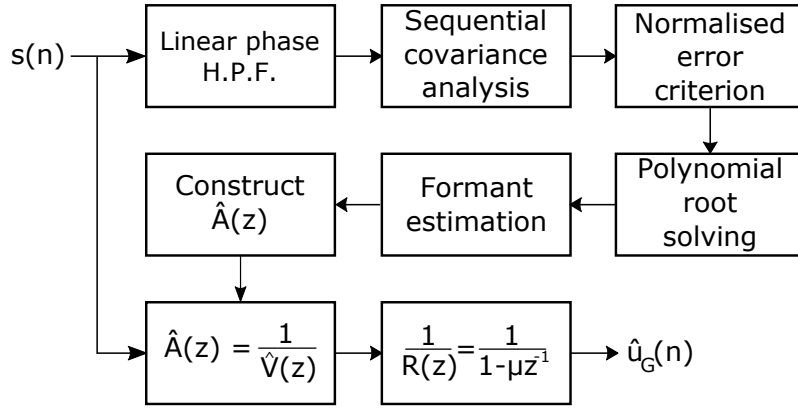 s(n)
Linear phase
H.P.F.
Sequential
covariance
analysis
Normalised
error
criterion
Construct
Â(z)
Formant
estimation
Polynomial
root
solving
Â(z) = 1/V̂(z)
1/R(z) = 1/1-μz⁻¹
û_G(n)